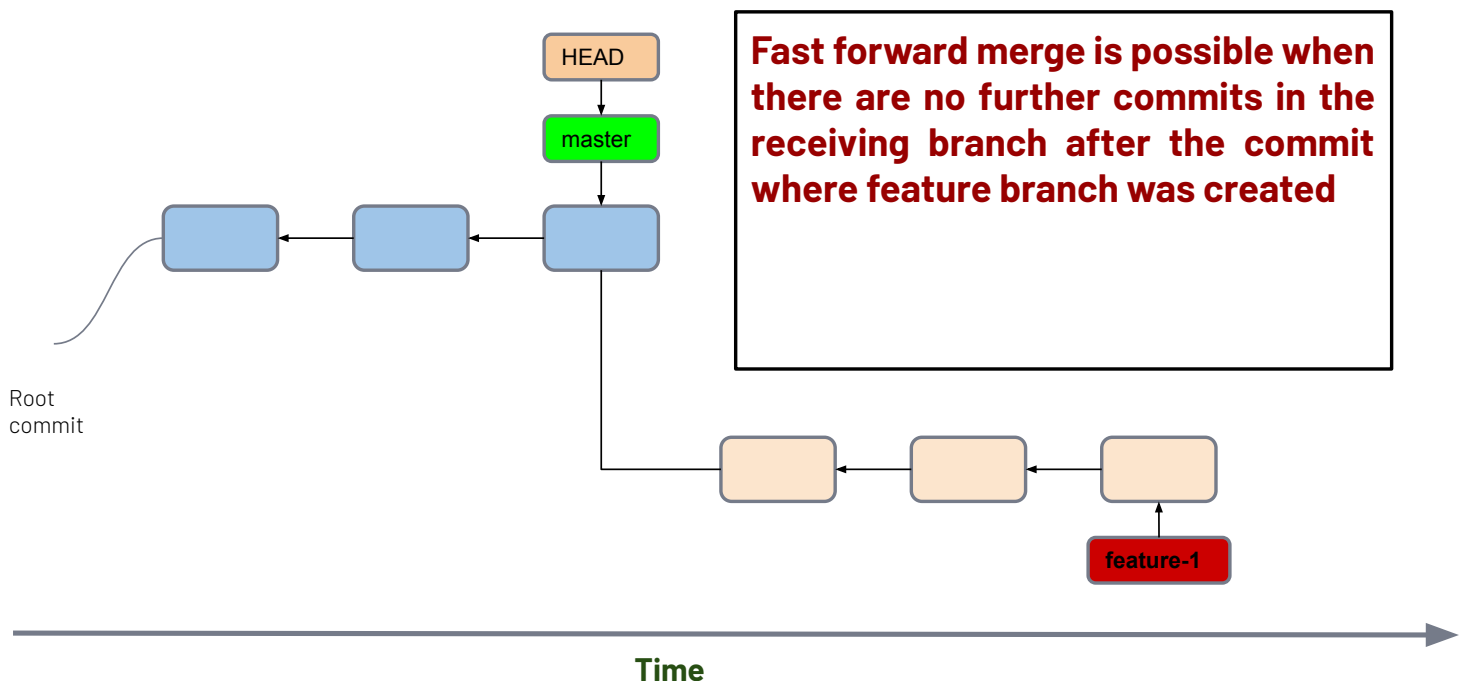 HEAD
master
Fast forward merge is possible when
there are no further commits in the
receiving branch after the commit
where feature branch was created
Root
commit
feature-1
Time